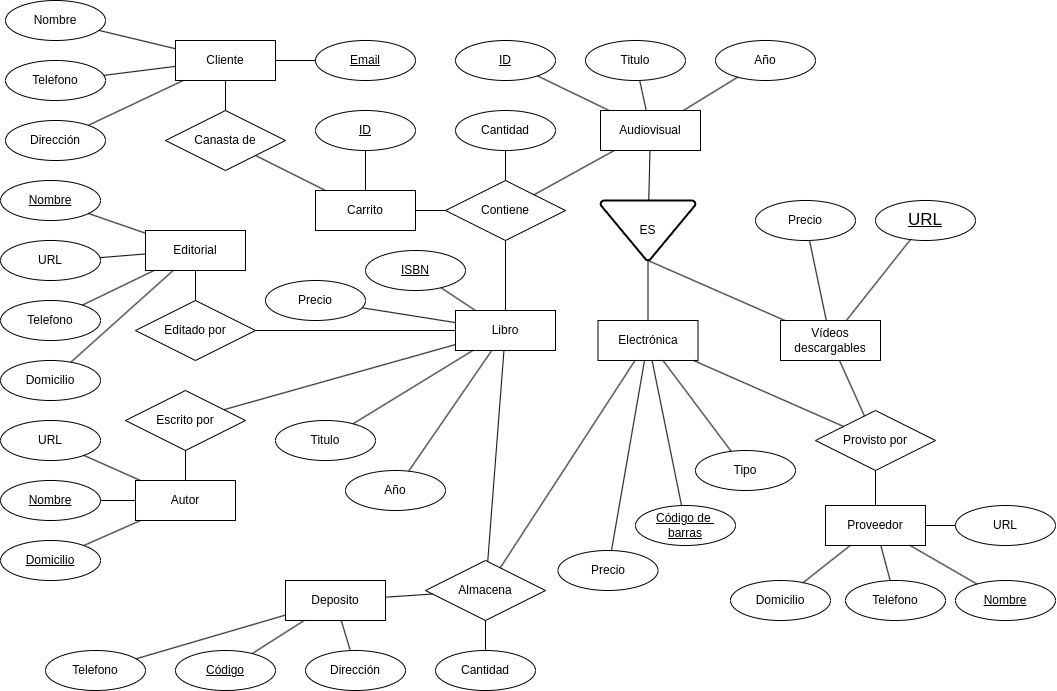 Nombre
Cliente
Email
ID
Titulo
Año
Telefono
Dirección
Canasta de
ID
Cantidad
Audiovisual
Nombre
Carrito
Contiene
ES
Precio
URL
Editorial
URL
ISBN
Precio
Telefono
Editado por
Libro
Electrónica
Vídeos
descargables
Domicilio
Escrito por
URL
Titulo
Provisto por
Año
Tipo
Nombre
Autor
Código de
barras
Proveedor
URL
Domicilio
Precio
Deposito
Almacena
Domicilio
Telefono
Nombre
Telefono
Código
Dirección
Cantidad